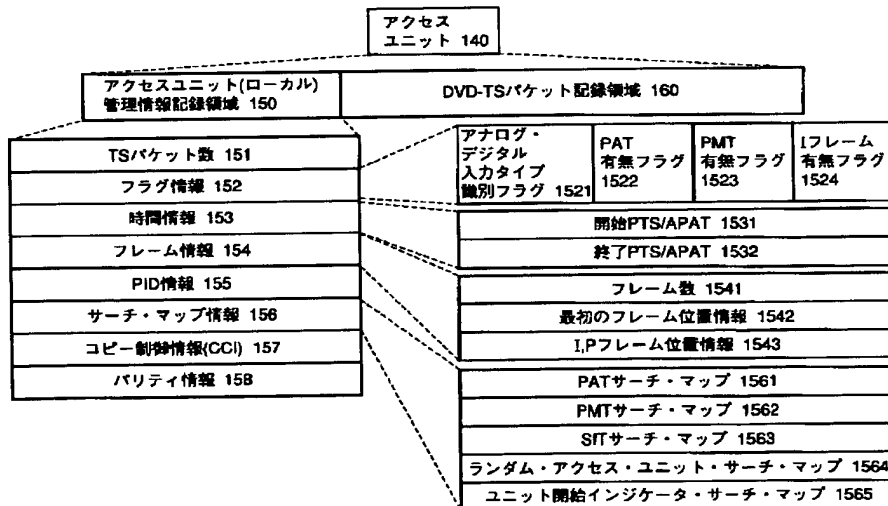 アクセス
ユニット 140
アクセスユニット(ローカル)
管理情報記録領域 150
DVD-TSパケット記録領域 160
TSパケット数 151
フラグ情報 152
時間情報 153
フレーム情報 154
PID情報 155
サーチ・マップ情報 156
コピー制御情報(CCI) 157
パリティ情報 158
アナログ・
デジタル
入力タイプ
識別フラグ 1521
PAT
有無フラグ
1522
PMT
有無フラグ
1523
Iフレーム
有無フラグ
1524
開始PTS/APAT 1531
終了PTS/APAT 1532
フレーム数 1541
最初のフレーム位置情報 1542
I,Pフレーム位置情報 1543
PATサーチ・マップ 1561
PMTサーチ・マップ 1562
SITサーチ・マップ 1563
ランダム・アクセス・ユニット・サーチ・マップ 1564
ユニット開始インジケータ・サーチ・マップ 1565